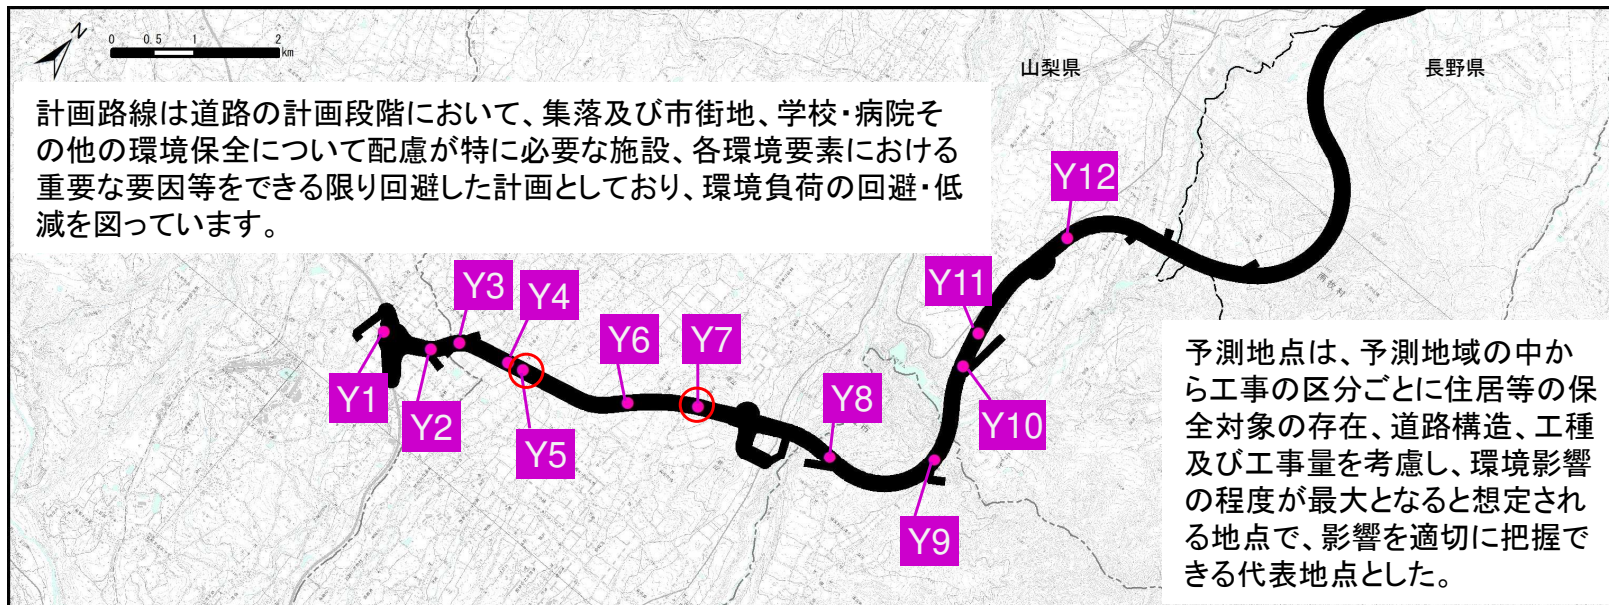 N
0 0.5 1 2
km
山梨県
長野県
計画路線は道路の計画段階において、集落及び市街地、学校・病院そ
の他の環境保全について配慮が特に必要な施設、各環境要素における
重要な要因等をできる限り回避した計画としており、環境負荷の回避・低
減を図っています。
Y12
Y11
Y3
Y4
Y6
Y7
Y1
Y2
Y5
Y8
Y10
Y9
予測地点は、予測地域の中か
ら工事の区分ごとに住居等の保
全対象の存在、道路構造、工種
及び工事量を考慮し、環境影響
の程度が最大となると想定され
る地点で、影響を適切に把握で
きる代表地点とした。